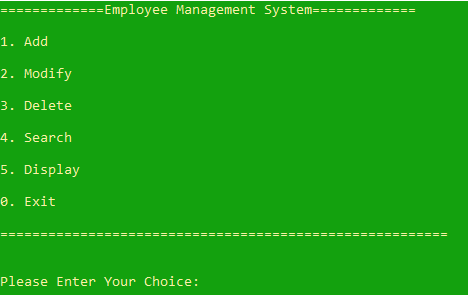 =============Employee Management System=============
1. Add
2. Modify
3. Delete
4. Search
5. Display
0. Exit
========================================================
Please Enter Your Choice: